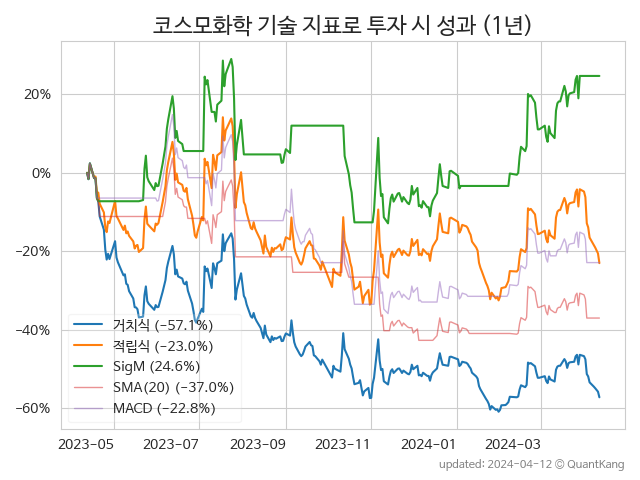 코스모화학 기술 지표로 투자 시 성과 (1년)
20%
0%
−20%
−40%
−60%
거치식 (−57.1%)
적립식 (−23.0%)
SigM (24.6%)
SMA(20) (−37.0%)
MACD (−22.8%)
2023−05 2023−07 2023−09 2023−11 2024−01 2024−03
updated: 2024−04−12 © QuantKang